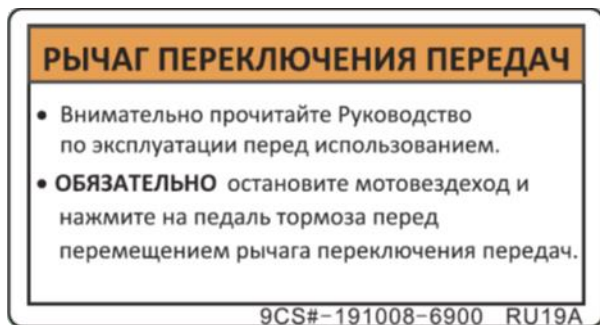 РЫЧАГ ПЕРЕКЛЮЧЕНИЯ ПЕРЕДАЧ
• Внимательно прочитайте Руководство
по эксплуатации перед использованием.
• ОБЯЗАТЕЛЬНО остановите мотовездеход и
нажмите на педаль тормоза перед
перемещением рычага переключения передач.
9CS#-191008-6900 RU19A